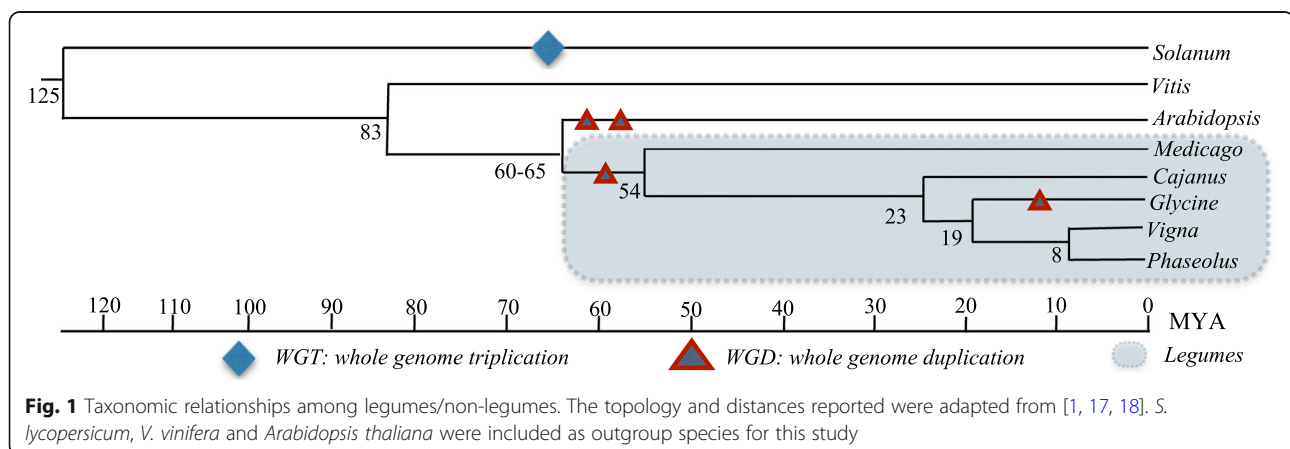 Solanum
125
Vitis
83
Arabidopsis
60-65
Medicago
54
Cajanus
23
Glycine
19
Vigna
8
Phaseolus
120 110 100 90 80 70 60 50 40 30 20 10 0 MYA
WGT: whole genome triplication WGD: whole genome duplication Legumes
Fig. 1 Taxonomic relationships among legumes/non-legumes. The topology and distances reported were adapted from [1, 17, 18]. S.
lycopersicum, V. vinifera and Arabidopsis thaliana were included as outgroup species for this study